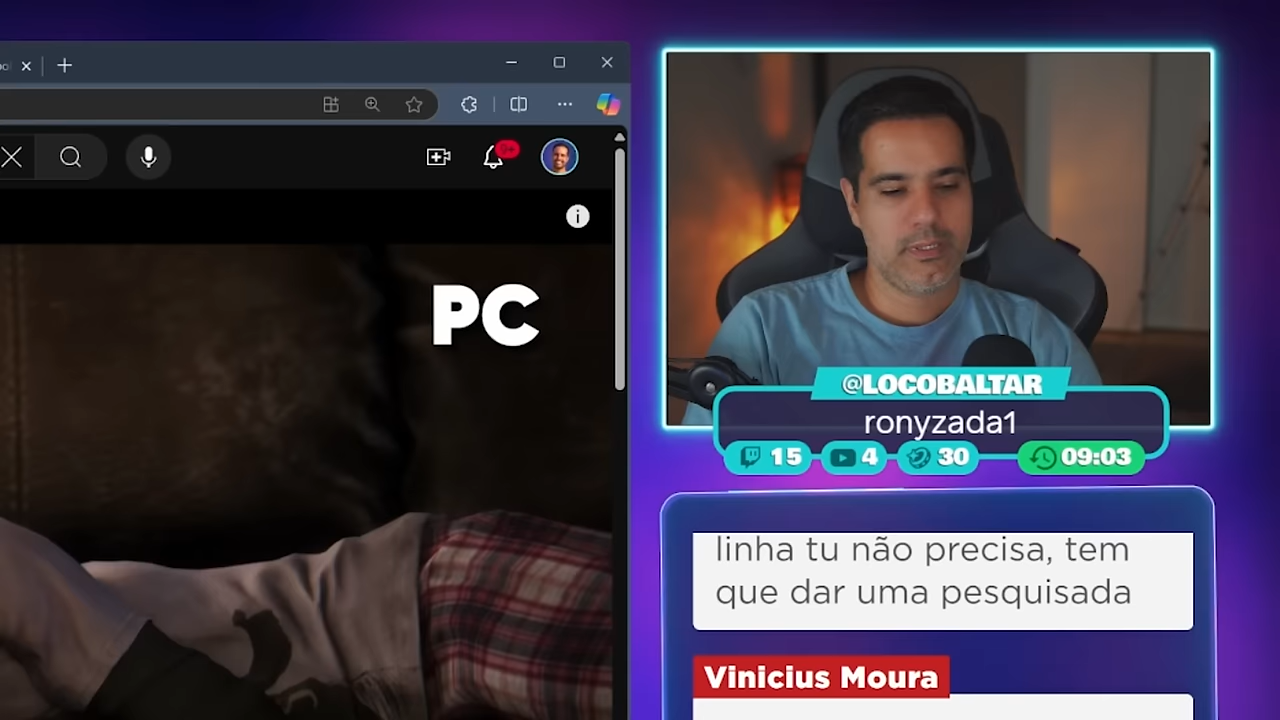 9+
PC
@LOCOBALTAR
ronyzada1
15
4
30
09:03
linha tu não precisa, tem
que dar uma pesquisada
Vinicius Moura